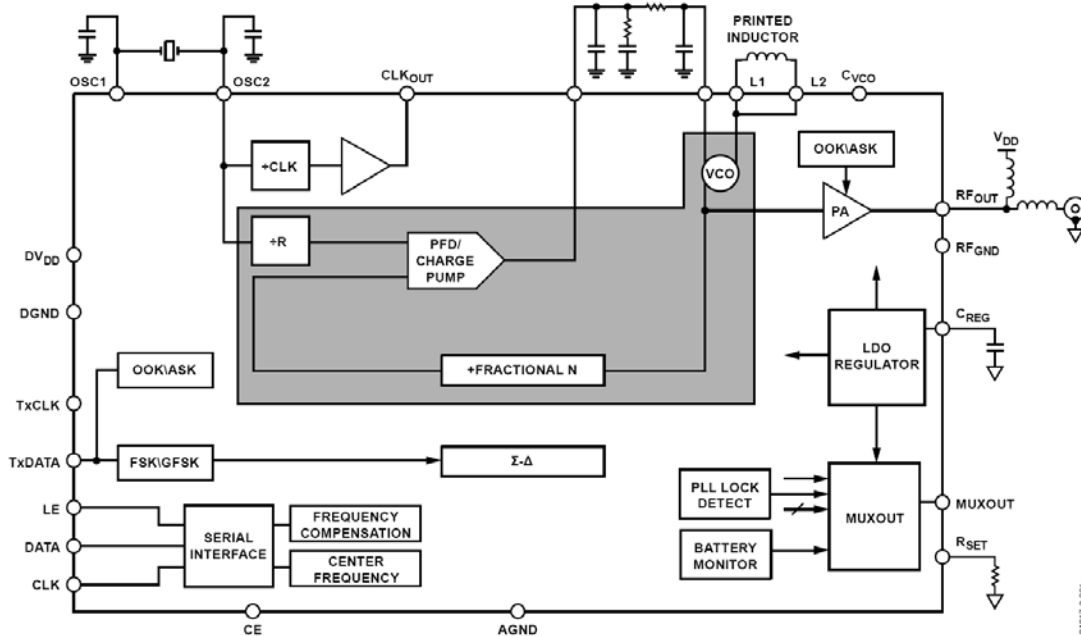 PRINTED
INDUCTOR
OSC1
OSC2
CLKOUT
L1
L2
CVCO
÷CLK
OOK\ASK
VDD
VCO
PA
RFOUT
÷R
PFD/
CHARGE
PUMP
RFGND
DVDD
DGND
CREG
LDO
REGULATOR
OOK\ASK
+FRACTIONAL N
TxCLK
TxDATA
FSK\GFSK
Σ-Δ
PLL LOCK
DETECT
MUXOUT
MUXOUT
LE
DATA
CLK
SERIAL
INTERFACE
FREQUENCY
COMPENSATION
CENTER
FREQUENCY
BATTERY
MONITOR
RSET
CE
AGND